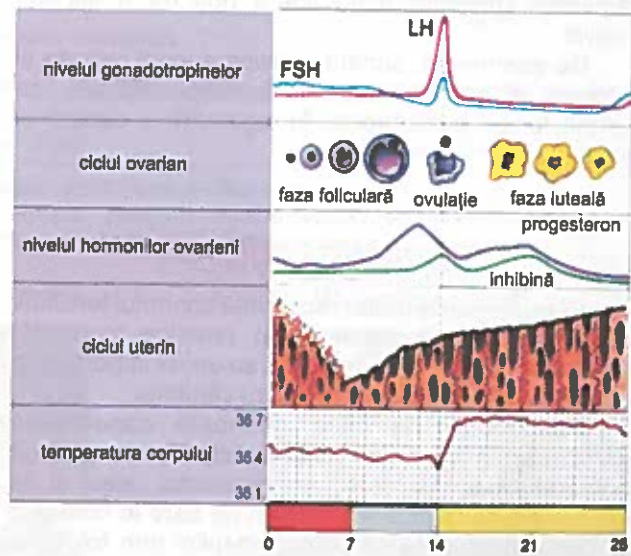 LH
nivelul gonadotropinelor
FSH
ciclul ovarian
faza foliculară
ovulație
faza luteală
progesteron
nivelul hormonilor ovarieni
inhibină
ciclul uterin
36 7
temperatura corpului
36 4
36 1
0 7 14 21 28